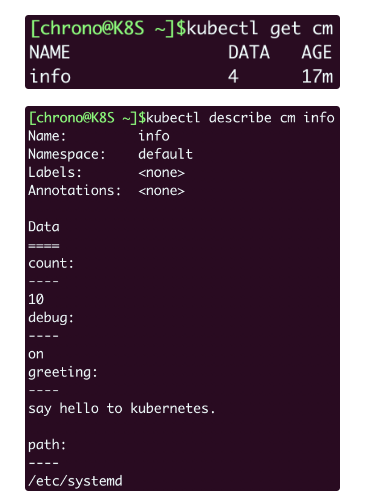 [chrono@K8S ~]$kubectl get cm
NAME DATA AGE
info 4 17m
[chrono@K8S ~]$kubectl describe cm info
Name: info
Namespace: default
Labels: <none>
Annotations: <none>
Data
====
count:
----
10
debug:
----
on
greeting:
----
say hello to kubernetes.
path:
----
/etc/systemd